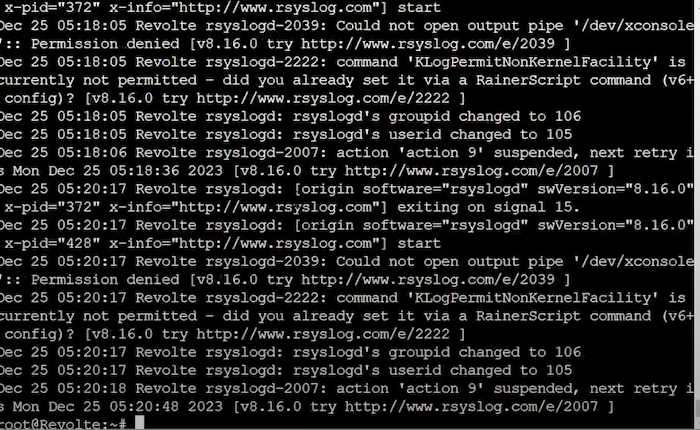 x-pid="372" x-info="http://www.rsyslog.com"] start
Dec 25 05:18:05 Revolte rsyslogd-2039: Could not open output pipe '/dev/xconsole
':: Permission denied [v8.16.0 try http://www.rsyslog.com/e/2039 ]
Dec 25 05:18:05 Revolte rsyslogd-2222: command 'KLogPermitNonKernelFacility' is
currently not permitted - did you already set it via a RainerScript command (v6+
config)? [v8.16.0 try http://www.rsyslog.com/e/2222 ]
Dec 25 05:18:05 Revolte rsyslogd: rsyslogd's groupid changed to 106
Dec 25 05:18:05 Revolte rsyslogd: rsyslogd's userid changed to 105
Dec 25 05:18:06 Revolte rsyslogd-2007: action 'action 9' suspended, next retry i
s Mon Dec 25 05:18:36 2023 [v8.16.0 try http://www.rsyslog.com/e/2007 ]
Dec 25 05:20:17 Revolte rsyslogd: [origin software="rsyslogd" swVersion="8.16.0"
x-pid="372" x-info="http://www.rsyslog.com"] exiting on signal 15.
Dec 25 05:20:17 Revolte rsyslogd: [origin software="rsyslogd" swVersion="8.16.0"
x-pid="428" x-info="http://www.rsyslog.com"] start
Dec 25 05:20:17 Revolte rsyslogd-2039: Could not open output pipe '/dev/xconsole
':: Permission denied [v8.16.0 try http://www.rsyslog.com/e/2039 ]
Dec 25 05:20:17 Revolte rsyslogd-2222: command 'KLogPermitNonKernelFacility' is
currently not permitted - did you already set it via a RainerScript command (v6+
config)? [v8.16.0 try http://www.rsyslog.com/e/2222 ]
Dec 25 05:20:17 Revolte rsyslogd: rsyslogd's groupid changed to 106
Dec 25 05:20:17 Revolte rsyslogd: rsyslogd's userid changed to 105
Dec 25 05:20:18 Revolte rsyslogd-2007: action 'action 9' suspended, next retry i
s Mon Dec 25 05:20:48 2023 [v8.16.0 try http://www.rsyslog.com/e/2007 ]
root@Revolte:~#